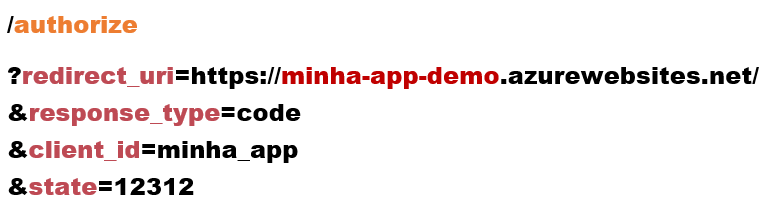 /authorize
?redirect_uri=https://minha-app-demo.azurewebsites.net/
&response_type=code
&client_id=minha_app
&state=12312